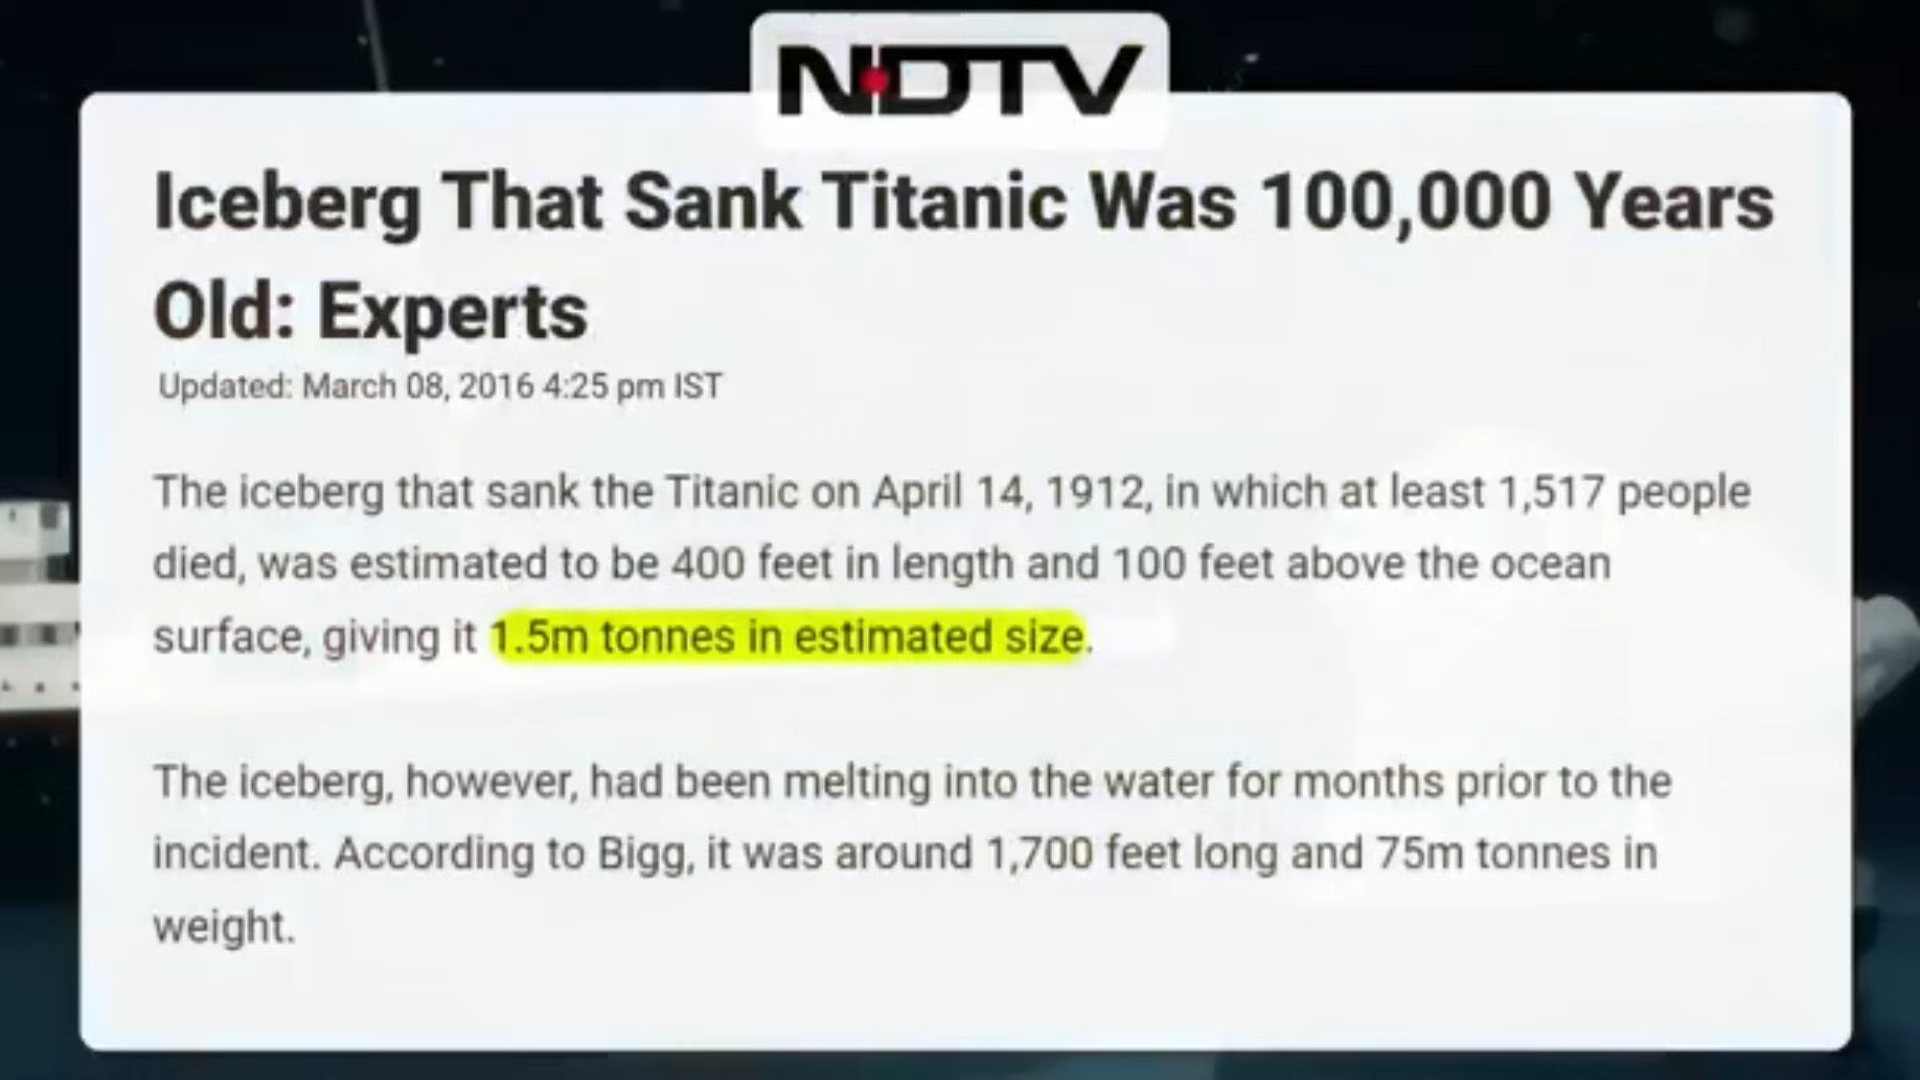 NDTV
Iceberg That Sank Titanic Was 100,000 Years
Old: Experts
Updated: March 08, 2016 4:25 pm IST
The iceberg that sank the Titanic on April 14, 1912, in which at least 1,517 people
died, was estimated to be 400 feet in length and 100 feet above the ocean
surface, giving it 1.5m tonnes in estimated size.
The iceberg, however, had been melting into the water for months prior to the
incident. According to Bigg, it was around 1,700 feet long and 75m tonnes in
weight.